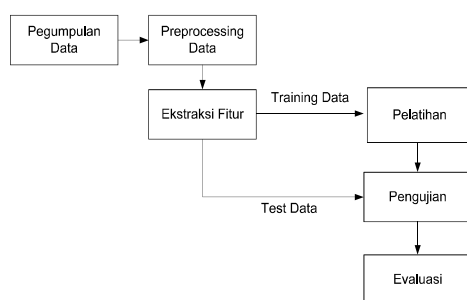 Pegumpulan
Data
Preprocessing
Data
Ekstraksi Fitur
Training Data
Pelatihan
Test Data
Pengujian
Evaluasi